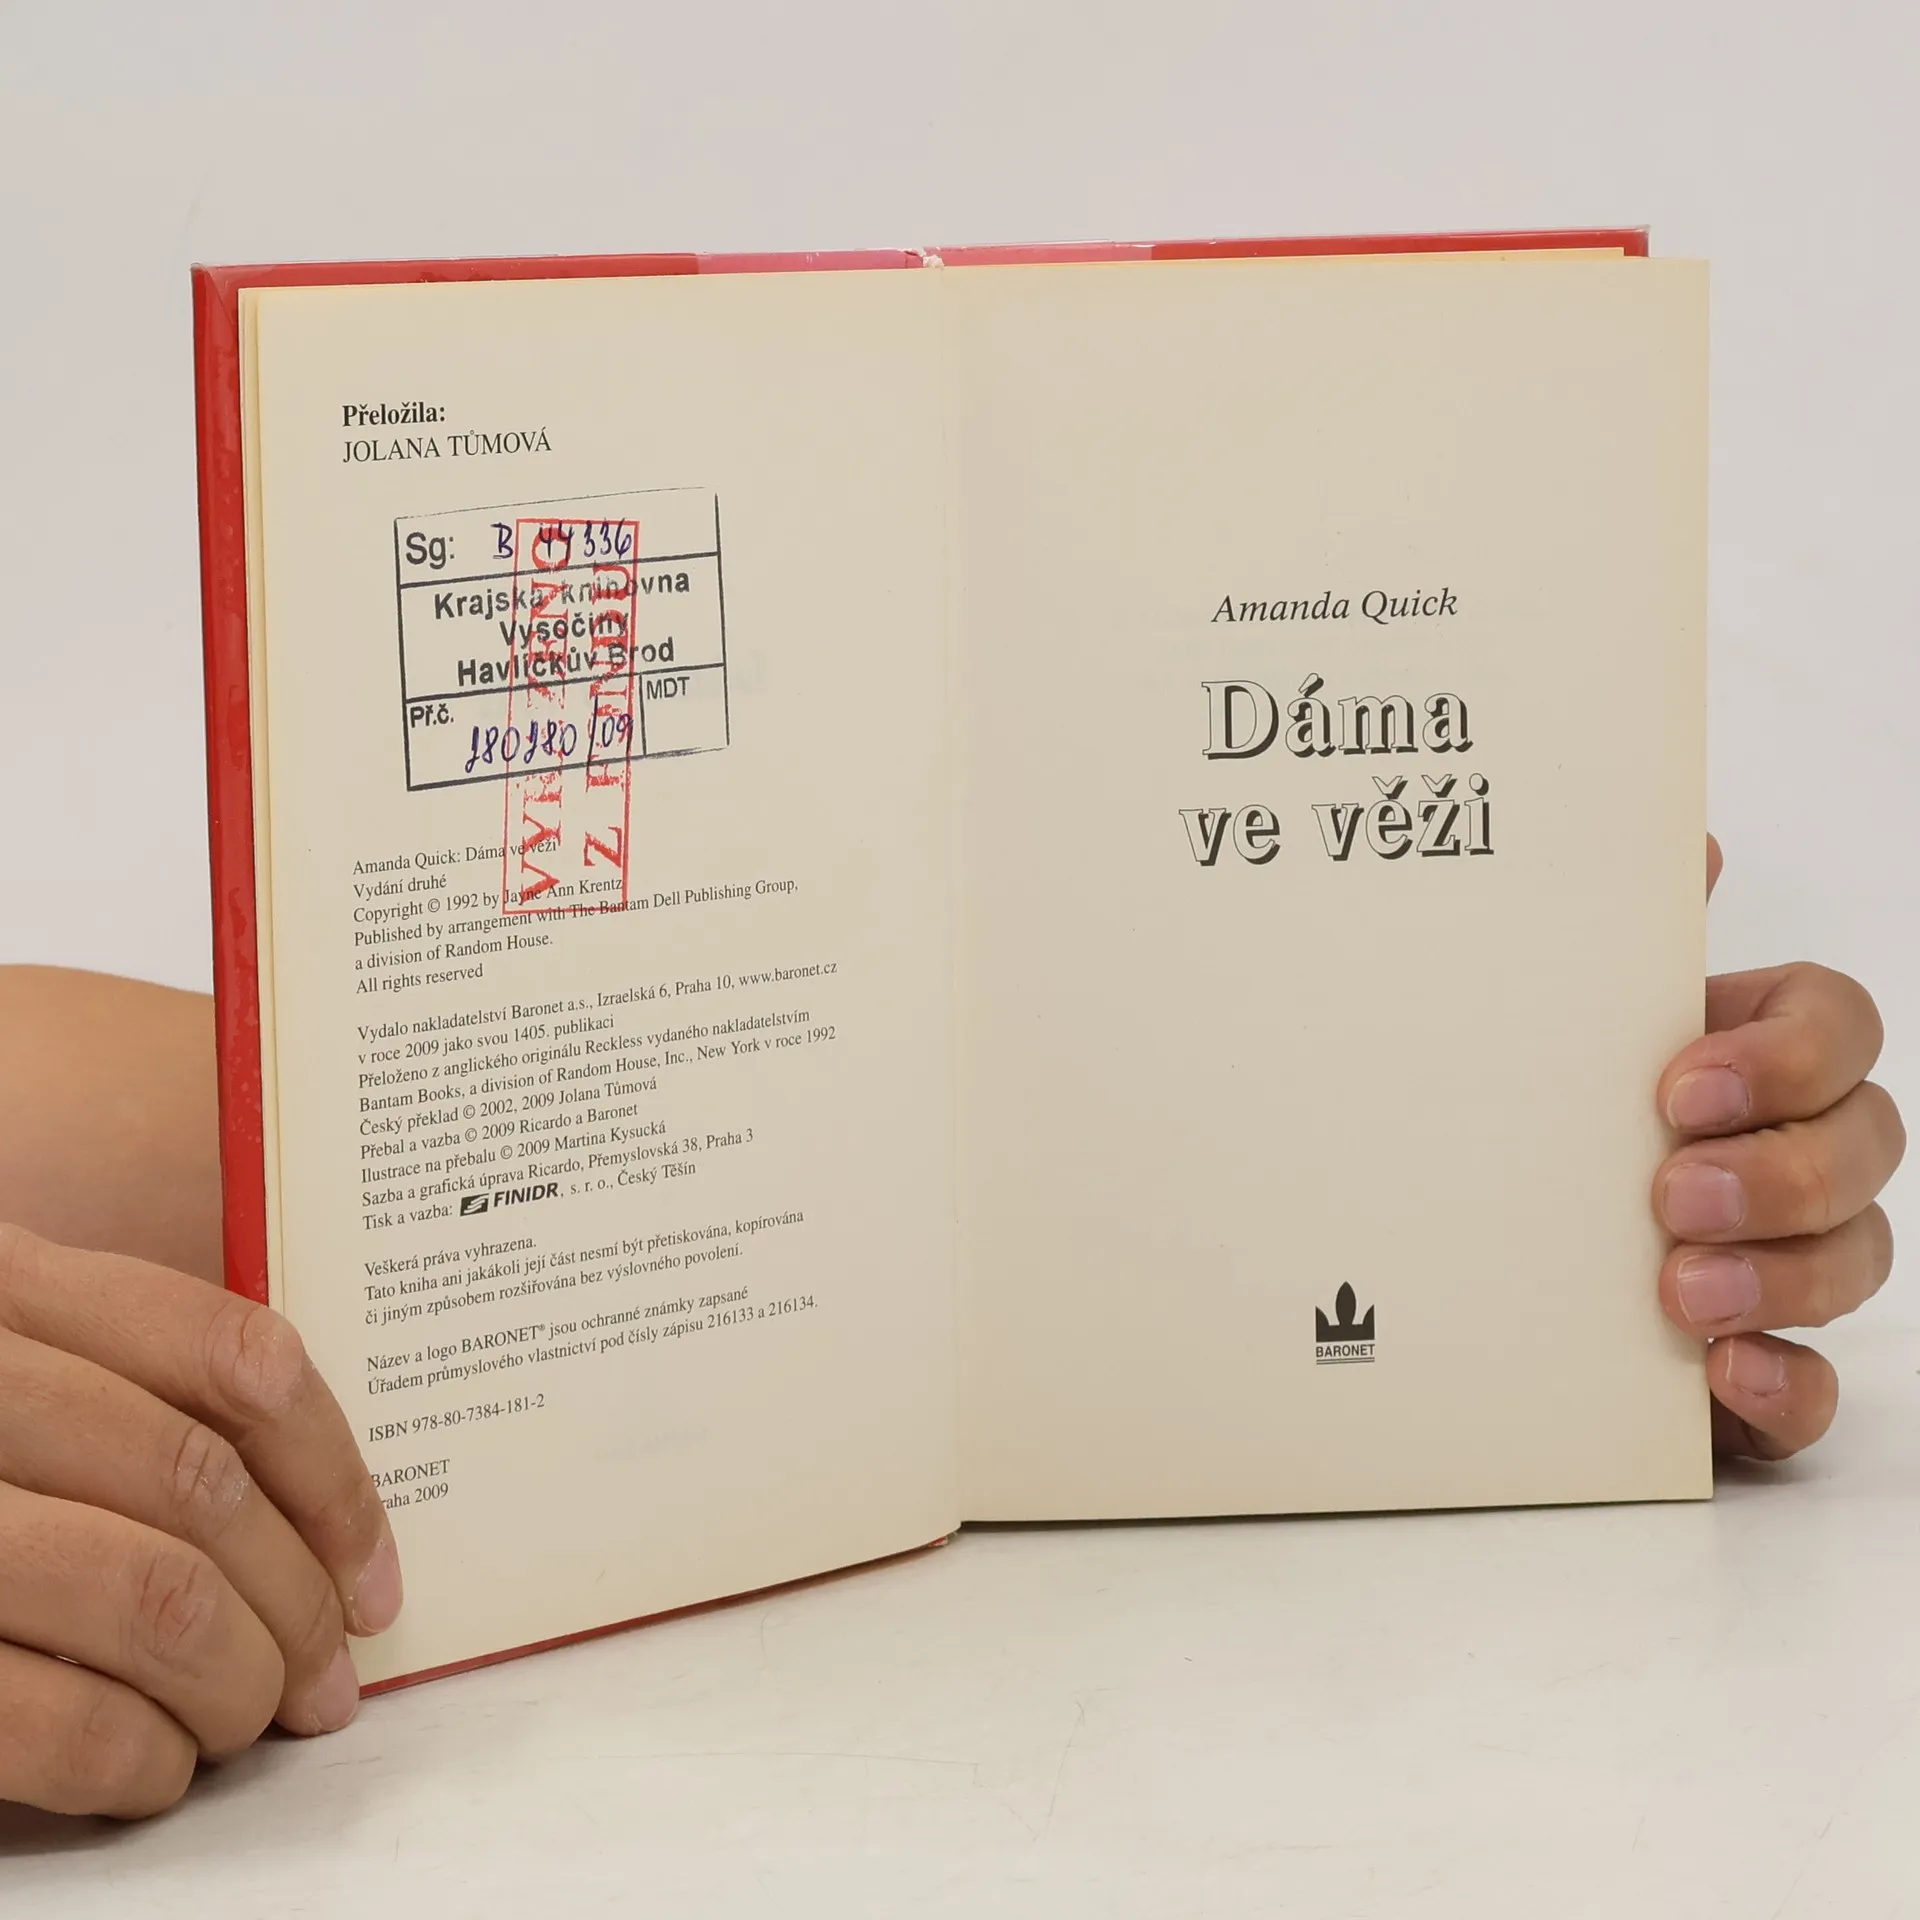 Přeložila:
JOLANA TŮMOVÁ
Sg: B 44336
Krajská knihovna
Vysočiny
Havlíčkův Brod
Př.č. 180180/09
MDT
VYŘAZENO
Z FONDU
Amanda Quick: Dáma ve věži
Vydání druhé
Copyright © 1992 by Jayne Ann Krentz
Published by arrangement with The Bantam Dell Publishing Group,
a division of Random House.
All rights reserved
Vydalo nakladatelství Baronet a.s., Izraelská 6, Praha 10, www.baronet.cz
v roce 2009 jako svou 1405. publikaci
Přeloženo z anglického originálu Reckless vydaného nakladatelstvím
Bantam Books, a division of Random House, Inc., New York v roce 1992
Český překlad © 2002, 2009 Jolana Tůmová
Přebal a vazba © 2009 Ricardo a Baronet
Ilustrace na přebalu © 2009 Martina Kysucká
Sazba a grafická úprava Ricardo, Přemyslovská 38, Praha 3
Tisk a vazba: FINIDR, s. r. o., Český Těšín
Veškerá práva vyhrazena.
Tato kniha ani jakákoli její část nesmí být přetiskována, kopírována
či jiným způsobem rozšiřována bez výslovného povolení.
Název a logo BARONET® jsou ochranné známky zapsané
Úřadem průmyslového vlastnictví pod čísly zápisu 216133 a 216134.
ISBN 978-80-7384-181-2
BARONET
raha 2009
Amanda Quick
Dáma
ve věži
BARONET